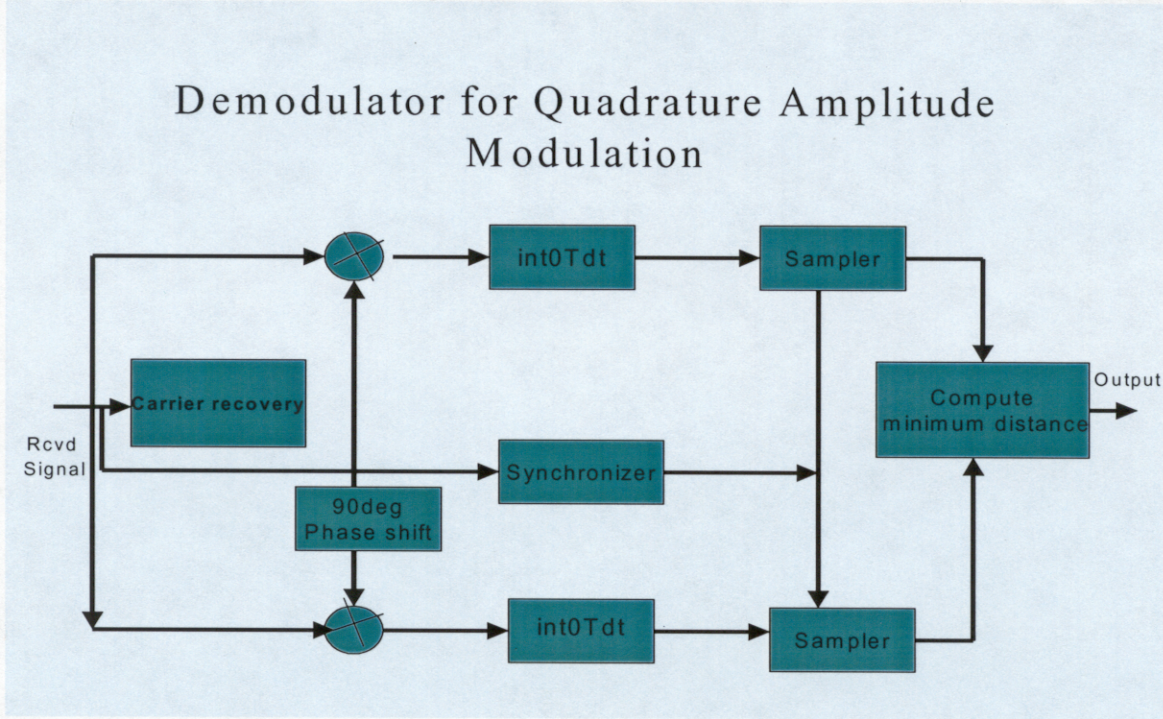 Demodulator for Quadrature Amplitude
Modulation
int0Tdt
Sampler
Carrier recovery
Compute
minimum distance
Output
Rcvd
Signal
Synchronizer
90deg
Phase shift
int0Tdt
Sampler